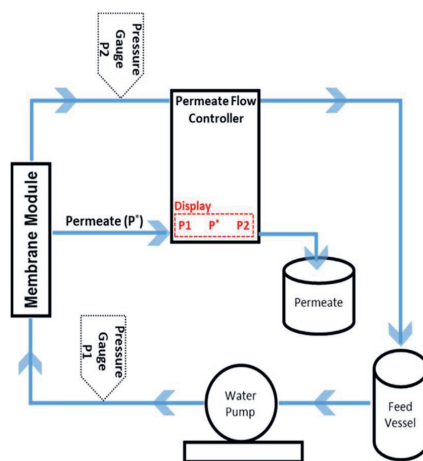 Pressure
Gauge
P2
Permeate Flow
Controller
Membrane Module
Permeate (P*)
Display
P1 P* P2
Permeate
Pressure
Gauge
P1
Water
Pump
Feed
Vessel